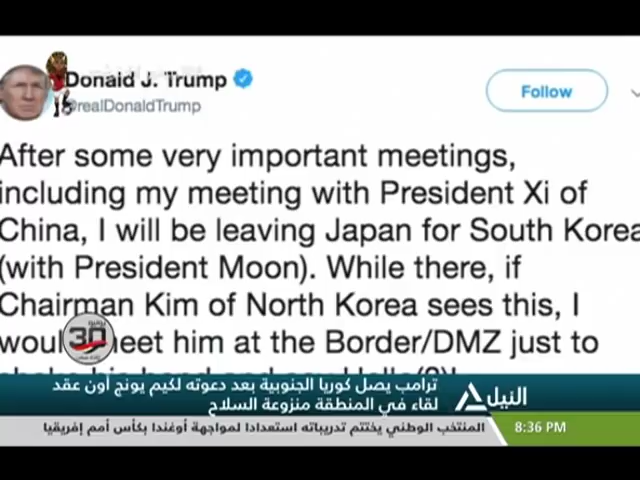 Donald J. Trump
@realDonaldTrump
Follow
After some very important meetings,
including my meeting with President Xi of
China, I will be leaving Japan for South Korea
(with President Moon). While there, if
Chairman Kim of North Korea sees this, I
meet him at the Border/DMZ just to
30
يونيو
ترامب يصل كوريا الجنوبية بعد دعوته لكيم يونج أون عقد
لقاء في المنطقة منزوعة السلاح
النيل
المنتخب الوطني يختتم تدريباته استعدادا لمواجهة أوغندا بكأس أمم إفريقيا
8:36 PM